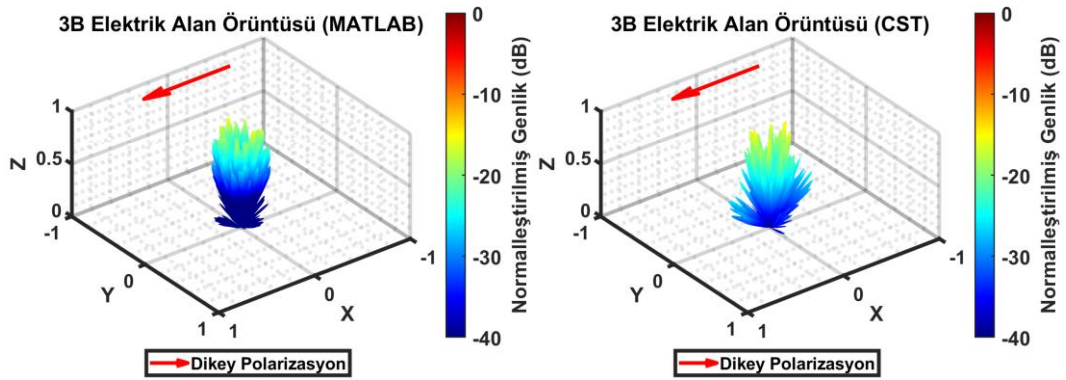 3B Elektrik Alan Örüntüsü (MATLAB)
1
0.5
0
-1
Z
0
Y
1
1
0
X
-1
0
-10
-20
-30
-40
Normalleştirilmiş Genlik (dB)
Dikey Polarizasyon
3B Elektrik Alan Örüntüsü (CST)
1
0.5
0
-1
Z
0
Y
1
1
0
X
-1
0
-10
-20
-30
-40
Normalleştirilmiş Genlik (dB)
Dikey Polarizasyon